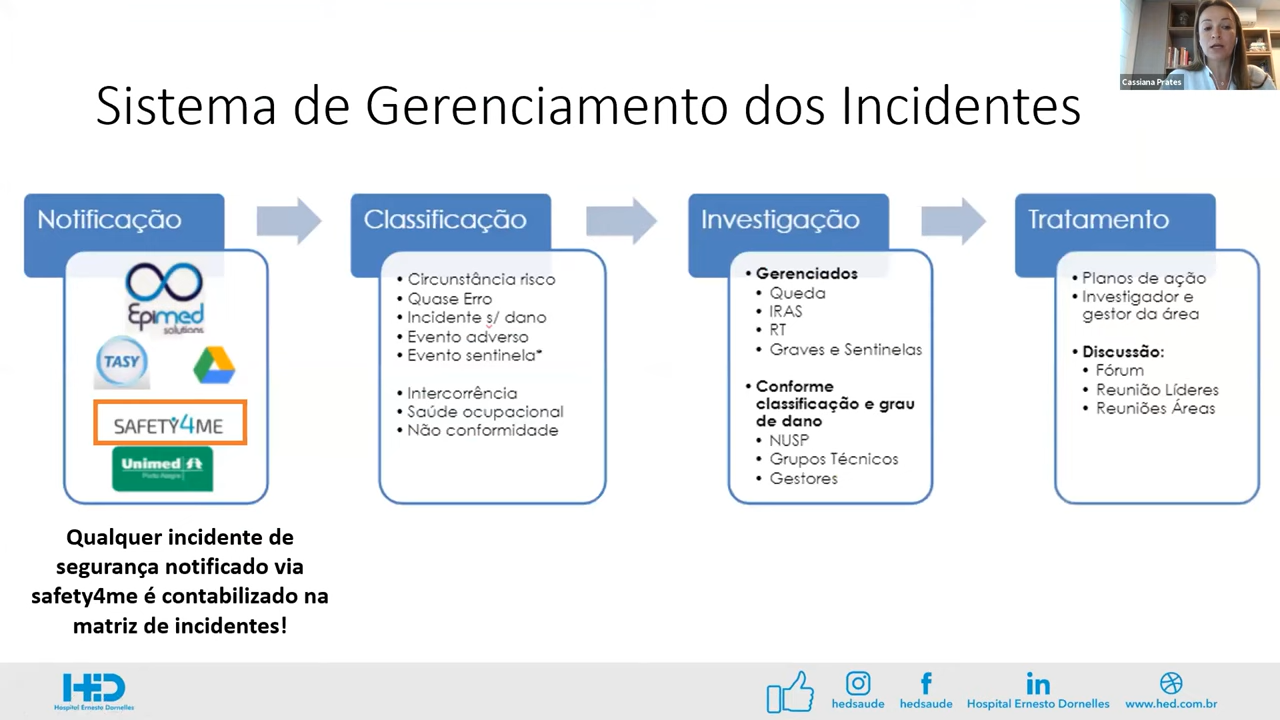 Cassiana Prates
Sistema de Gerenciamento dos Incidentes
Notificação
Epimed
solutions
TASY
SAFETY4ME
Unimed
Porto Alegre
Qualquer incidente de
segurança notificado via
safety4me é contabilizado na
matriz de incidentes!
Classificação
• Circunstância risco
• Quase Erro
• Incidente s/ dano
• Evento adverso
• Evento sentinela*
• Intercorrência
• Saúde ocupacional
• Não conformidade
Investigação
• Gerenciados
• Queda
• IRAS
• RT
• Graves e Sentinelas
• Conforme
classificação e grau
de dano
• NUSP
• Grupos Técnicos
• Gestores
Tratamento
• Planos de ação
• Investigador e
gestor da área
• Discussão:
• Fórum
• Reunião Líderes
• Reuniões Áreas
HED
Hospital Ernesto Dornelles
hedsaude
hedsaude
Hospital Ernesto Dornelles
www.hed.com.br